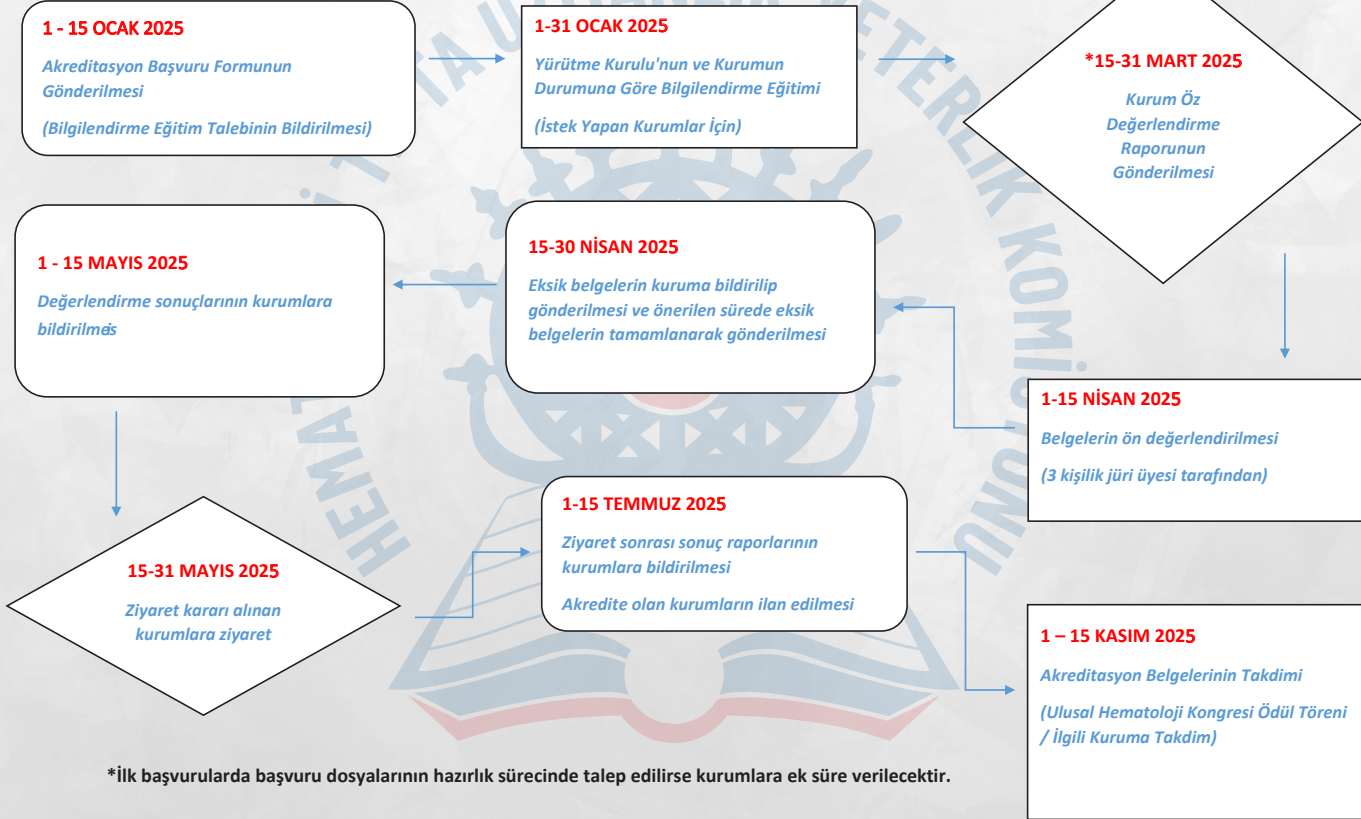 1 - 15 OCAK 2025
Akreditasyon Başvuru Formunun
Gönderilmesi
(Bilgilendirme Eğitim Talebinin Bildirilmesi)
1-31 OCAK 2025
Yürütme Kurulu'nun ve Kurumun
Durumuna Göre Bilgilendirme Eğitimi
(İstek Yapan Kurumlar İçin)
*15-31 MART 2025
Kurum Öz
Değerlendirme
Raporunun
Gönderilmesi
1-15 NİSAN 2025
Belgelerin ön değerlendirilmesi
(3 kişilik jüri üyesi tarafından)
15-30 NİSAN 2025
Eksik belgelerin kuruma bildirilip
gönderilmesi ve önerilen sürede eksik
belgelerin tamamlanarak gönderilmesi
1 - 15 MAYIS 2025
Değerlendirme sonuçlarının kurumlara
15-31 MAYIS 2025
Ziyaret kararı alınan
kurumlara ziyaret
1-15 TEMMUZ 2025
Ziyaret sonrası sonuç raporlarının
kurumlara bildirilmesi
Akredite olan kurumların ilan edilmesi
1 – 15 KASIM 2025
Akreditasyon Belgelerinin Takdimi
(Ulusal Hematoloji Kongresi Ödül Töreni
/ İlgili Kuruma Takdim)
*İlk başvurularda başvuru dosyalarının hazırlık sürecinde talep edilirse kurumlara ek süre verilecektir.